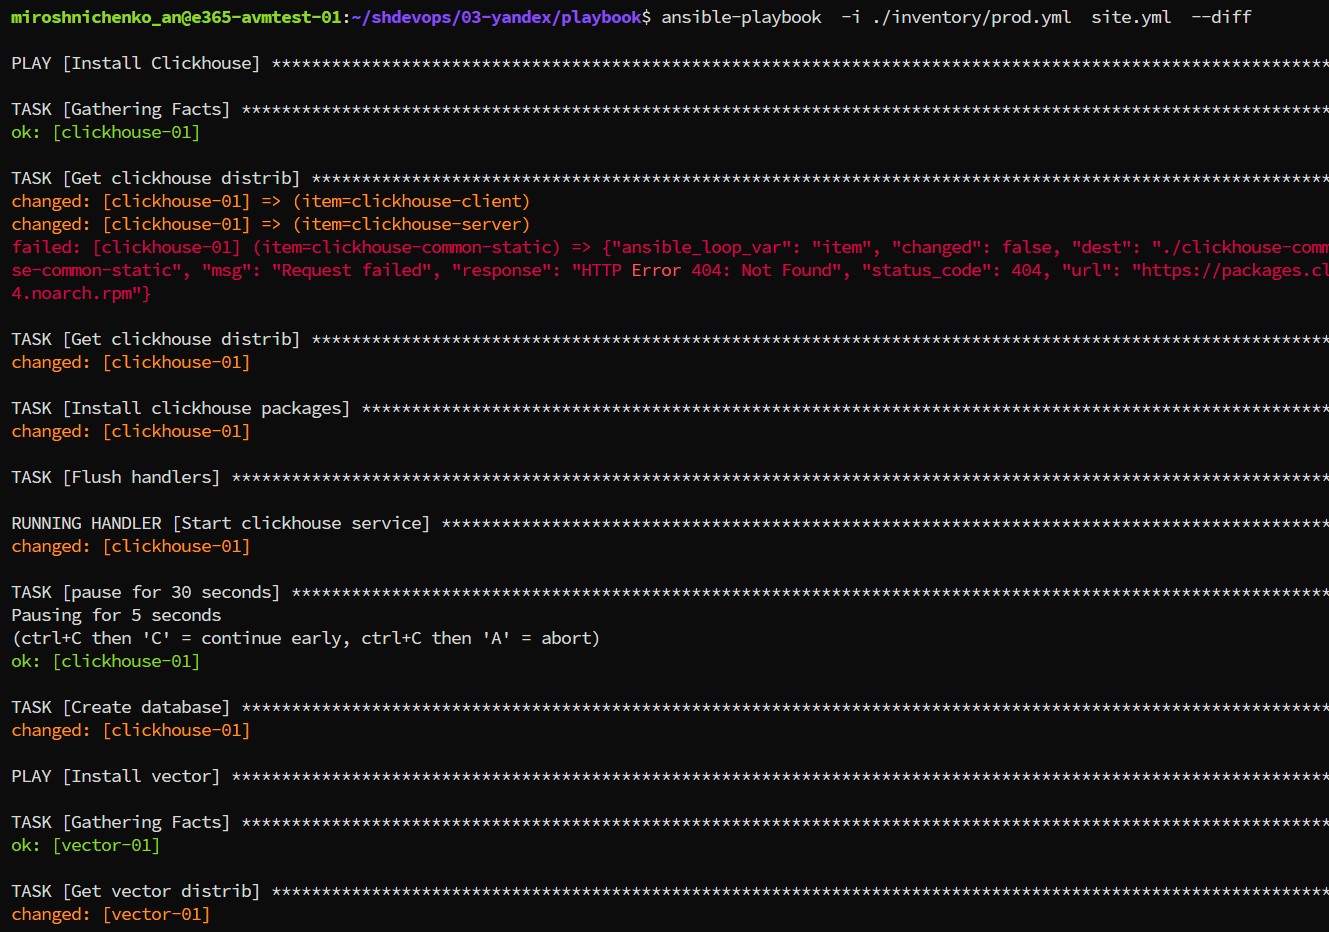 miroshnichenko_an@e365-avmtest-01:~/shdevops/03-yandex/playbook$ ansible-playbook  -i ./inventory/prod.yml  site.yml  --diff
PLAY [Install Clickhouse] **********************************************************************************************************
TASK [Gathering Facts] *************************************************************************************************************
ok: [clickhouse-01]
TASK [Get clickhouse distrib] ******************************************************************************************************
changed: [clickhouse-01] => (item=clickhouse-client)
changed: [clickhouse-01] => (item=clickhouse-server)
failed: [clickhouse-01] (item=clickhouse-common-static) => {"ansible_loop_var": "item", "changed": false, "dest": "./clickhouse-comm
se-common-static", "msg": "Request failed", "response": "HTTP Error 404: Not Found", "status_code": 404, "url": "https://packages.cl
4.noarch.rpm"}
TASK [Get clickhouse distrib] ******************************************************************************************************
changed: [clickhouse-01]
TASK [Install clickhouse packages] *************************************************************************************************
changed: [clickhouse-01]
TASK [Flush handlers] **************************************************************************************************************
RUNNING HANDLER [Start clickhouse service] *****************************************************************************************
changed: [clickhouse-01]
TASK [pause for 30 seconds] ********************************************************************************************************
Pausing for 5 seconds
(ctrl+C then 'C' = continue early, ctrl+C then 'A' = abort)
ok: [clickhouse-01]
TASK [Create database] *************************************************************************************************************
changed: [clickhouse-01]
PLAY [Install vector] **************************************************************************************************************
TASK [Gathering Facts] *************************************************************************************************************
ok: [vector-01]
TASK [Get vector distrib] **********************************************************************************************************
changed: [vector-01]